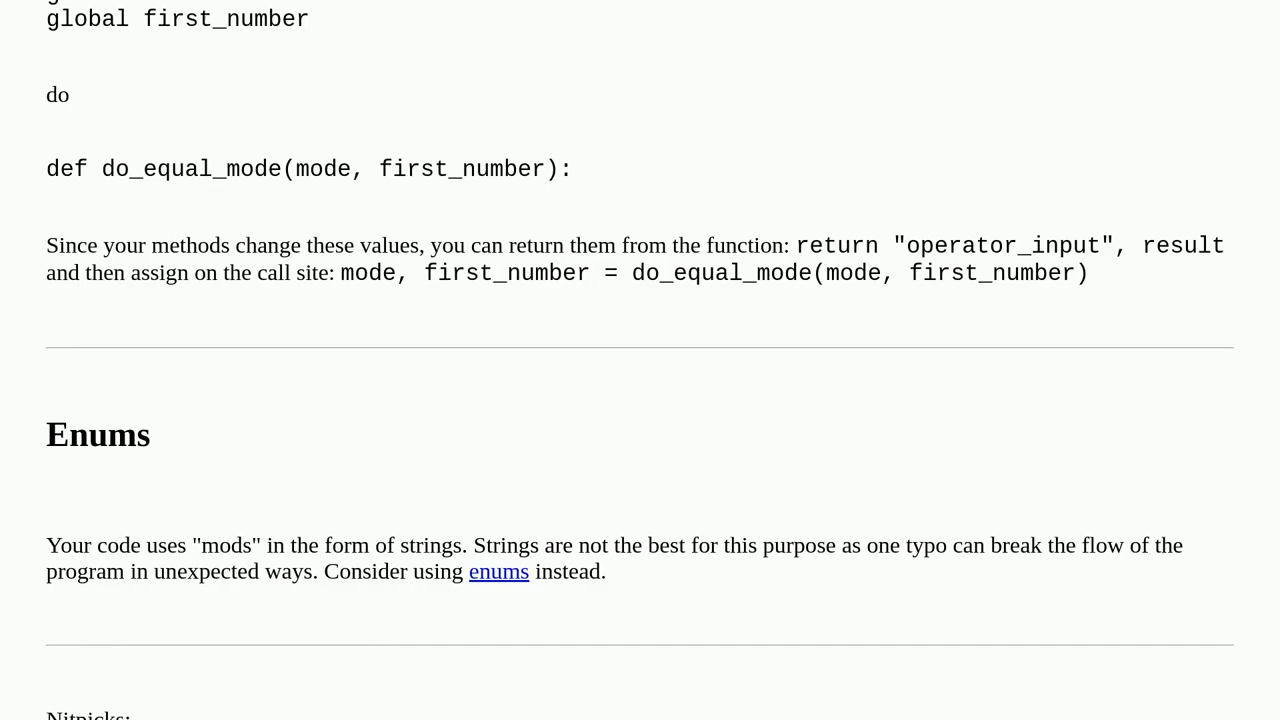 global first_number
do
def do_equal_mode(mode, first_number):
Since your methods change these values, you can return them from the function: return "operator_input", result
and then assign on the call site: mode, first_number = do_equal_mode(mode, first_number)
Enums
Your code uses "mods" in the form of strings. Strings are not the best for this purpose as one typo can break the flow of the
program in unexpected ways. Consider using enums instead.
Nitpicks: